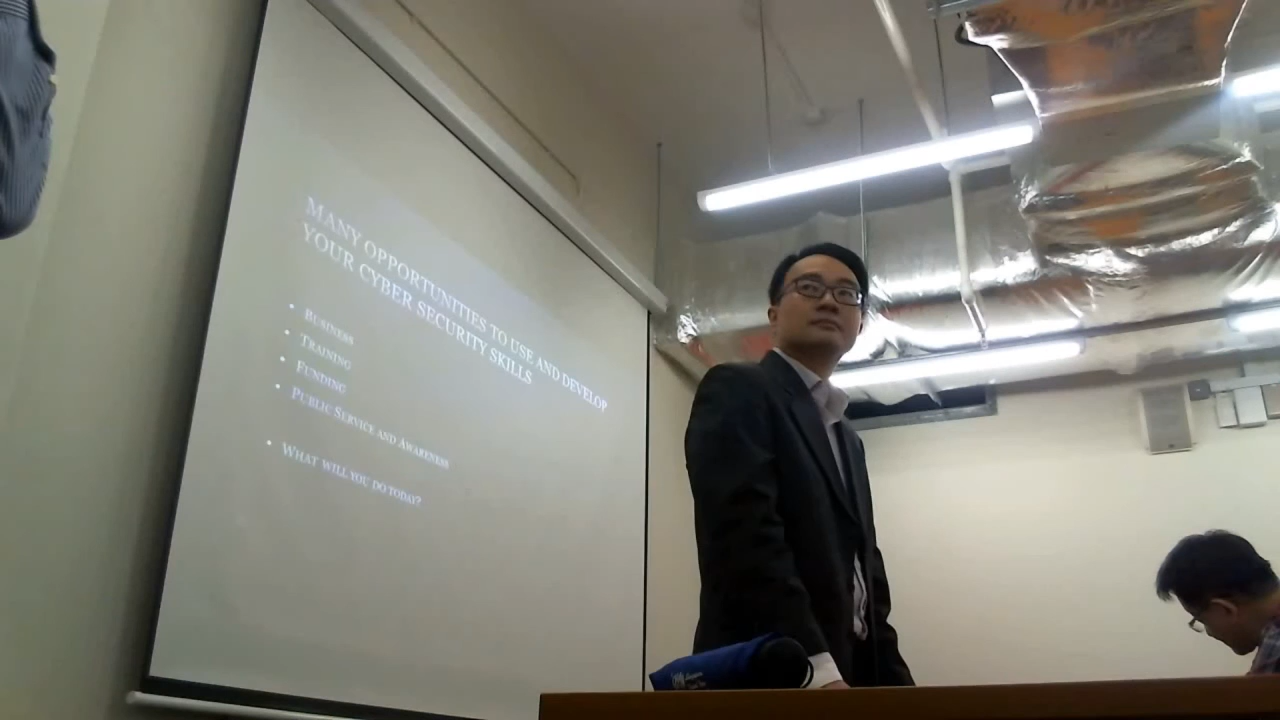 MANY OPPORTUNITIES TO USE AND DEVELOP
YOUR CYBER SECURITY SKILLS
• BUSINESS
• TRAINING
• FUNDING
• PUBLIC SERVICE AND AWARENESS
• WHAT WILL YOU DO TODAY?